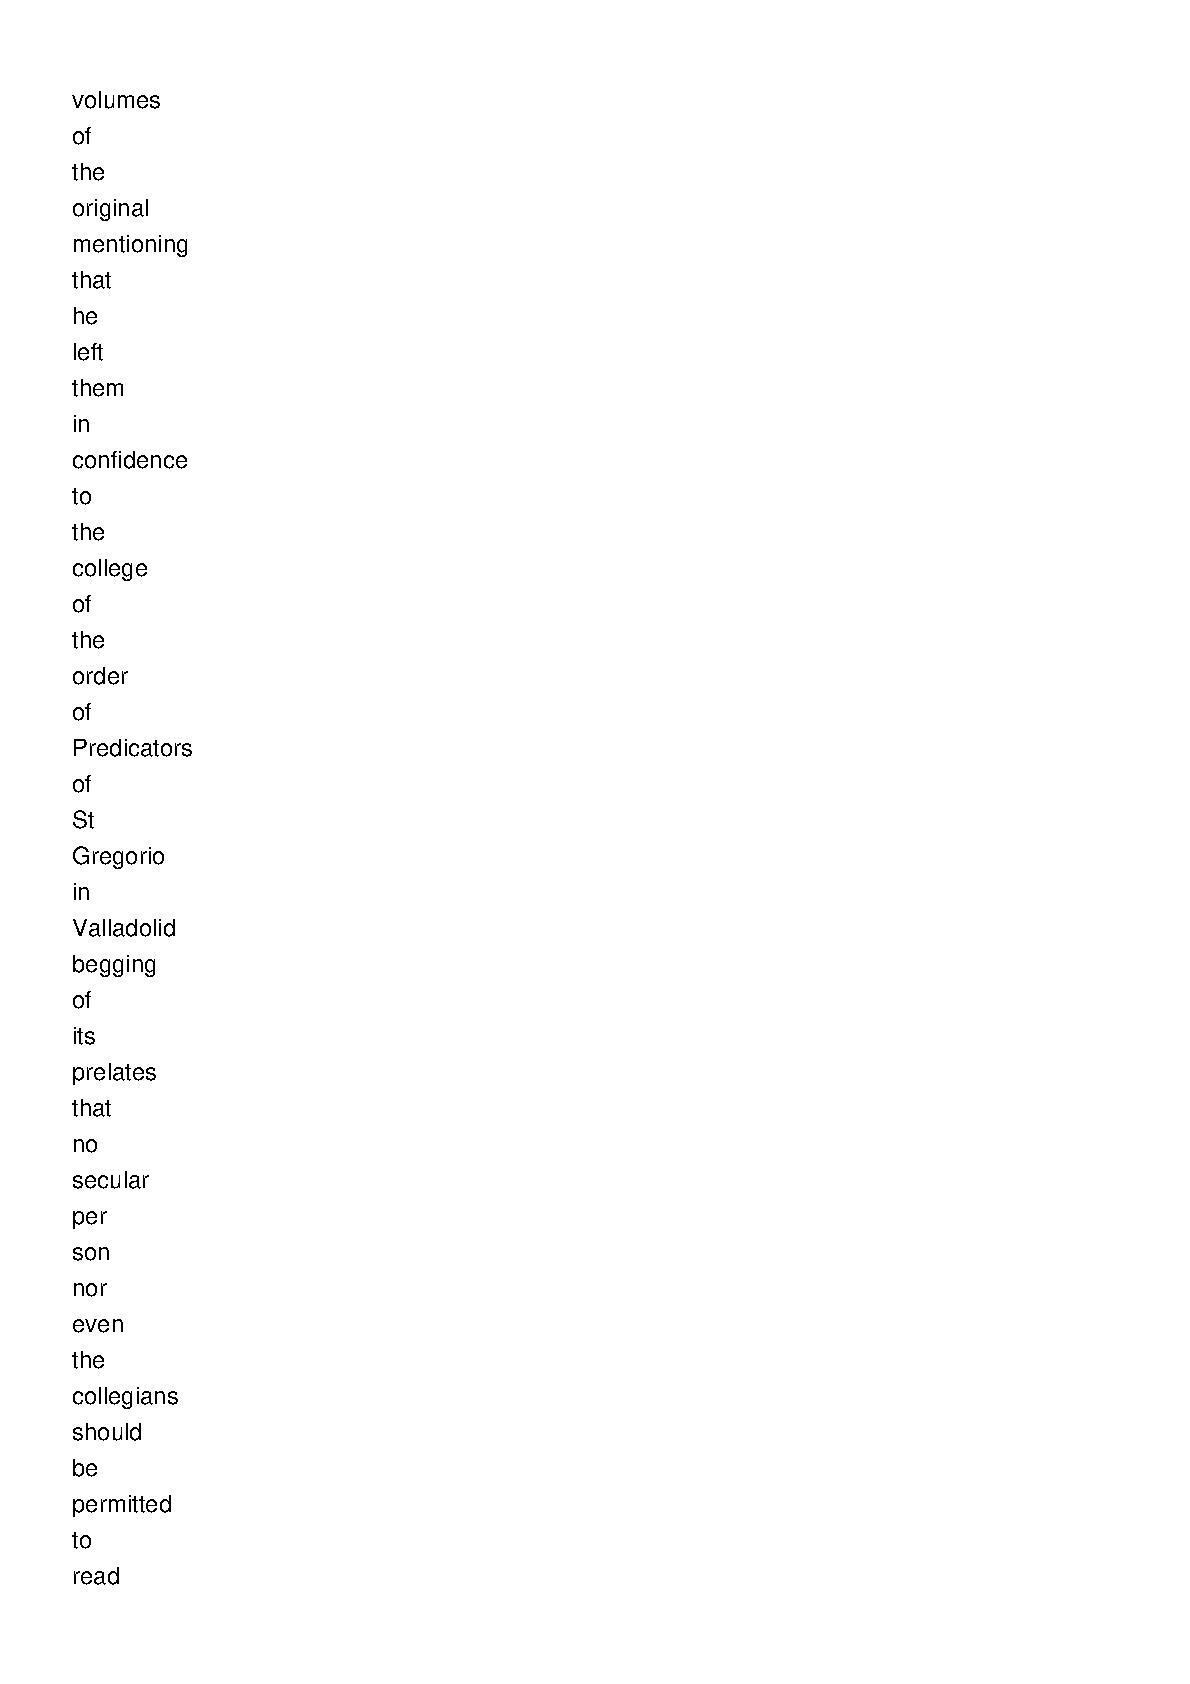 volumes
of
the
original
mentioning
that
he
left
them
in
confidence
to
the
college
of
the
order
of
Predicators
of
St
Gregorio
in
Valladolid
begging
of
its
prelates
that
no
secular
per
son
nor
even
the
collegians
should
be
permitted
to
read